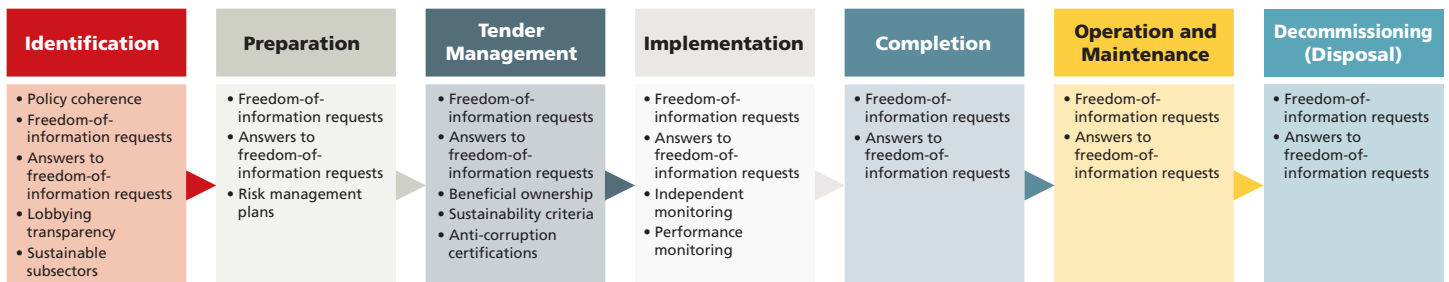 Identification
• Policy coherence
• Freedom-of-
information requests
• Answers to
freedom-of-
information requests
• Lobbying
transparency
• Sustainable
subsectors
Preparation
• Freedom-of-
information requests
• Answers to
freedom-of-
information requests
• Risk management
plans
Tender
Management
• Freedom-of-
information requests
• Answers to
freedom-of-
information requests
• Beneficial ownership
• Sustainability criteria
• Anti-corruption
certifications
Implementation
• Freedom-of-
information requests
• Answers to
freedom-of-
information requests
• Independent
monitoring
• Performance
monitoring
Completion
• Freedom-of-
information requests
• Answers to
freedom-of-
information requests
Operation and
Maintenance
• Freedom-of-
information requests
• Answers to
freedom-of-
information requests
Decommissioning
(Disposal)
• Freedom-of-
information requests
• Answers to
freedom-of-
information requests